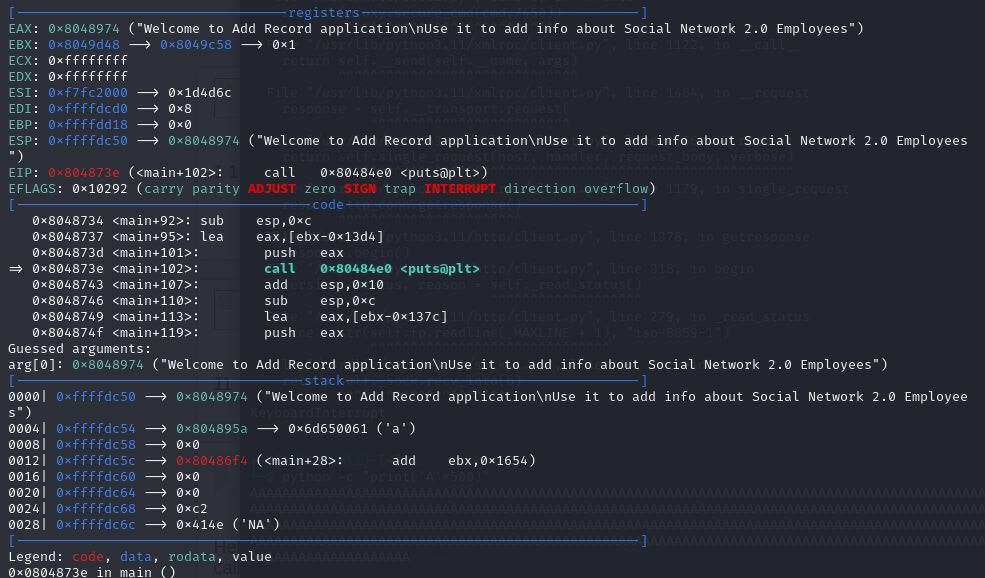 [----------------------------------registers-----------------------------------]
EAX: 0x8048974 ("Welcome to Add Record application\nUse it to add info about Social Network 2.0 Employees")
EBX: 0x8049d48 --> 0x8049c58 --> 0x1
ECX: 0xffffffff
EDX: 0xffffffff
ESI: 0xf7fc2000 --> 0x1d4d6c
EDI: 0xffffdcd0 --> 0x8
EBP: 0xffffdd18 --> 0x0
ESP: 0xffffdc50 --> 0x8048974 ("Welcome to Add Record application\nUse it to add info about Social Network 2.0 Employees
")
EIP: 0x804873e (<main+102>:     call   0x80484e0 <puts@plt>)
EFLAGS: 0x10292 (carry parity ADJUST zero SIGN trap INTERRUPT direction overflow)
[-------------------------------------code-------------------------------------]
   0x8048734 <main+92>: sub    esp,0xc
   0x8048737 <main+95>: lea    eax,[ebx-0x13d4]
   0x804873d <main+101>:        push   eax
=> 0x804873e <main+102>:        call   0x80484e0 <puts@plt>
   0x8048743 <main+107>:        add    esp,0x10
   0x8048746 <main+110>:        sub    esp,0xc
   0x8048749 <main+113>:        lea    eax,[ebx-0x137c]
   0x804874f <main+119>:        push   eax
Guessed arguments:
arg[0]: 0x8048974 ("Welcome to Add Record application\nUse it to add info about Social Network 2.0 Employees")
[------------------------------------stack-------------------------------------]
0000| 0xffffdc50 --> 0x8048974 ("Welcome to Add Record application\nUse it to add info about Social Network 2.0 Employee
s")
0004| 0xffffdc54 --> 0x804895a --> 0x6d650061 ('a')
0008| 0xffffdc58 --> 0x0
0012| 0xffffdc5c --> 0x80486f4 (<main+28>:      add    ebx,0x1654)
0016| 0xffffdc60 --> 0x0
0020| 0xffffdc64 --> 0x0
0024| 0xffffdc68 --> 0xc2
0028| 0xffffdc6c --> 0x414e ('NA')
[------------------------------------------------------------------------------]
Legend: code, data, rodata, value
0x0804873e in main ()